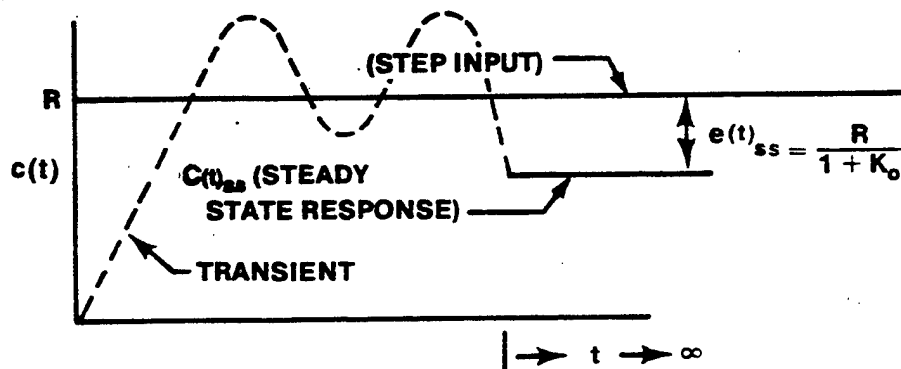 (STEP INPUT)
R
e(t)ss = R / 1 + Ko
c(t)
C(t)ss (STEADY
STATE RESPONSE)
TRANSIENT
t ∞